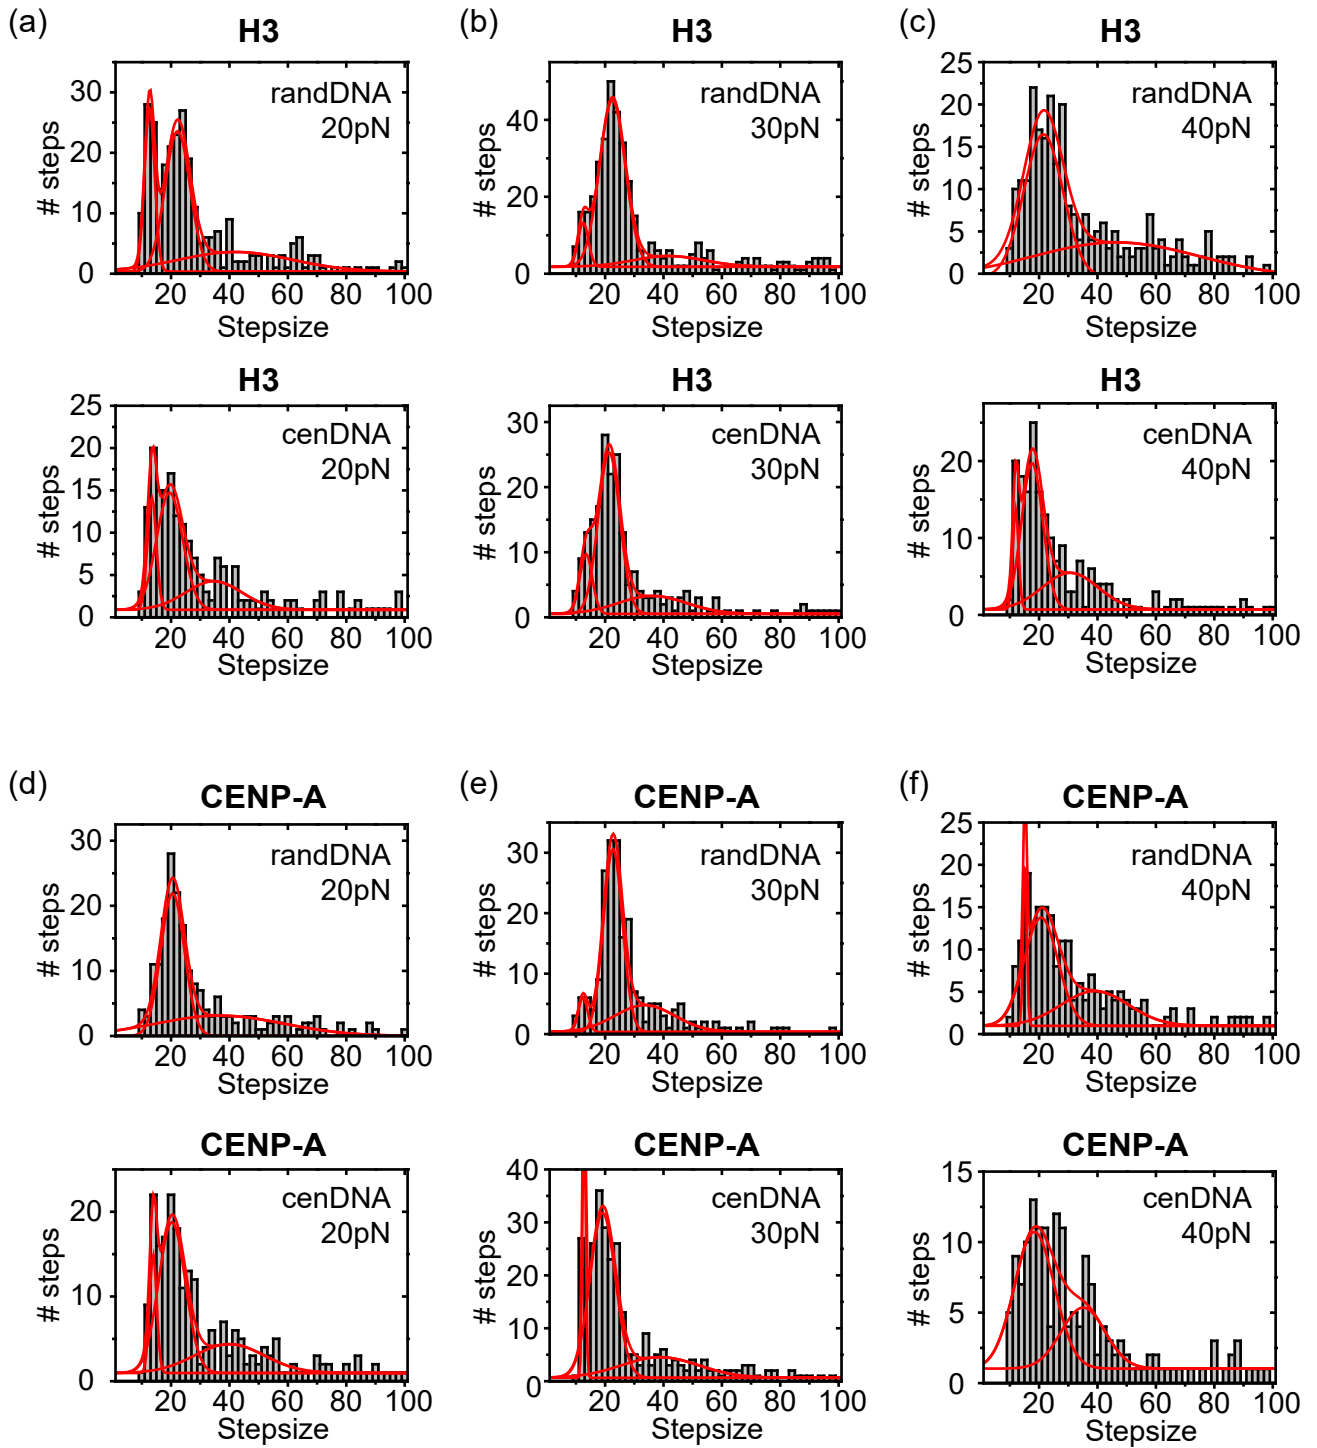 (a)
H3
randDNA
20pN
# steps
30
20
10
0
20 40 60 80 100
Stepsize
(b)
H3
randDNA
30pN
# steps
40
20
0
20 40 60 80 100
Stepsize
(c)
H3
randDNA
40pN
# steps
25
20
15
10
5
0
20 40 60 80 100
Stepsize
H3
cenDNA
20pN
# steps
25
20
15
10
5
0
20 40 60 80 100
Stepsize
H3
cenDNA
30pN
# steps
30
20
10
0
20 40 60 80 100
Stepsize
H3
cenDNA
40pN
# steps
20
10
0
20 40 60 80 100
Stepsize
(d)
CENP-A
randDNA
20pN
# steps
30
20
10
0
20 40 60 80 100
Stepsize
(e)
CENP-A
randDNA
30pN
# steps
30
20
10
0
20 40 60 80 100
Stepsize
(f)
CENP-A
randDNA
40pN
# steps
25
20
15
10
5
0
20 40 60 80 100
Stepsize
CENP-A
cenDNA
20pN
# steps
20
10
0
20 40 60 80 100
Stepsize
CENP-A
cenDNA
30pN
# steps
40
30
20
10
0
20 40 60 80 100
Stepsize
CENP-A
cenDNA
40pN
# steps
15
10
5
0
20 40 60 80 100
Stepsize